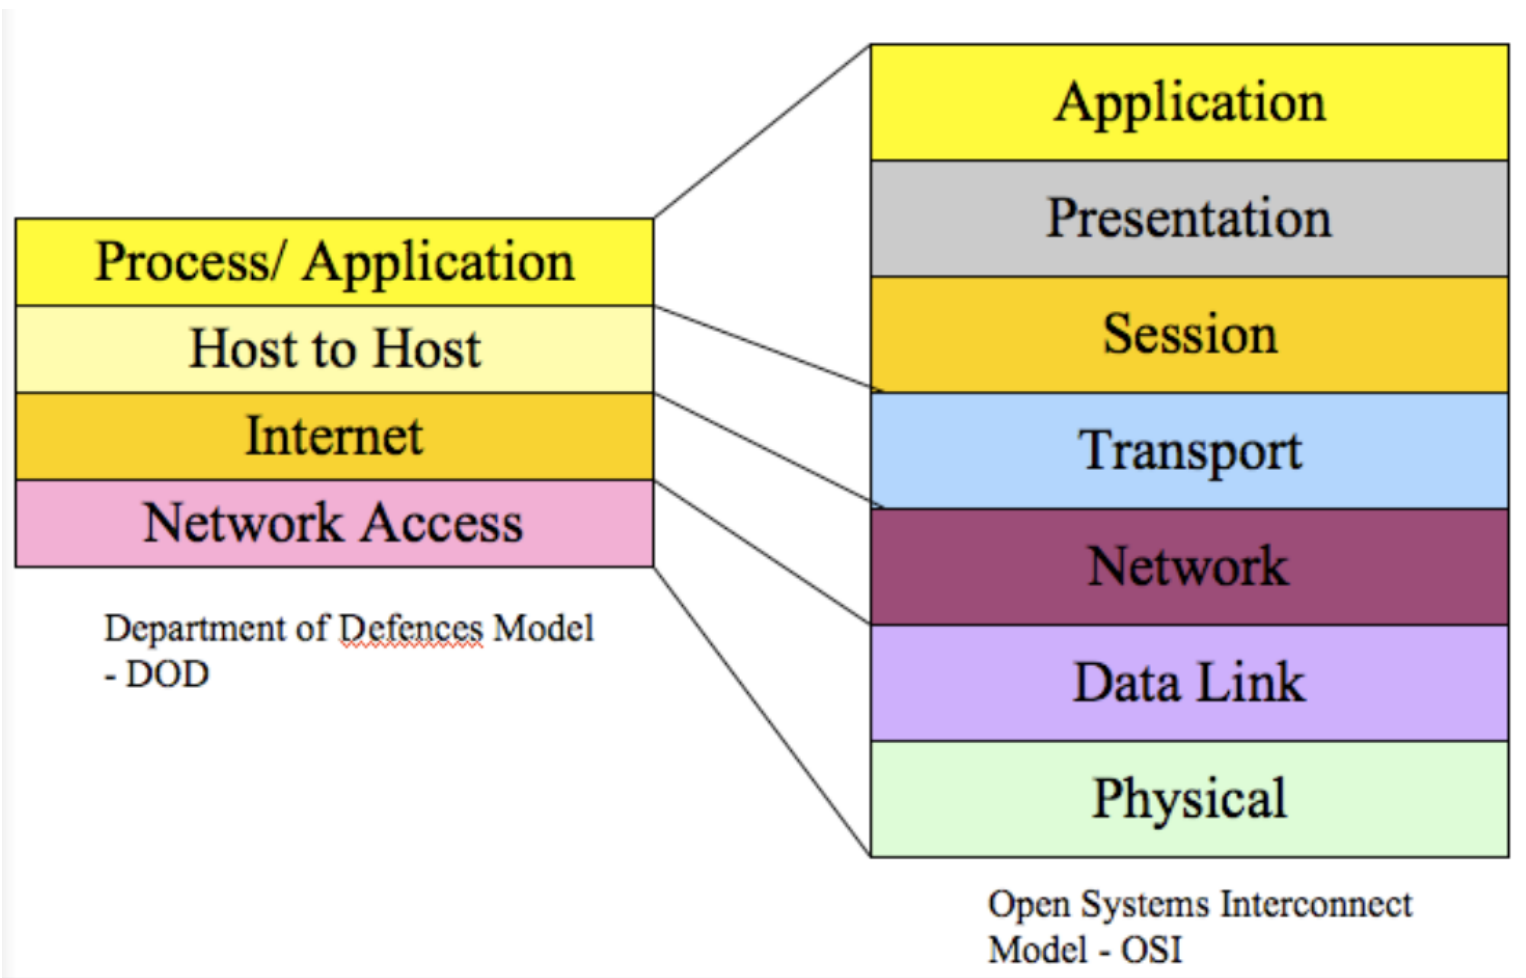 Process/ Application
Host to Host
Internet
Network Access
Department of Defences Model
- DOD
Application
Presentation
Session
Transport
Network
Data Link
Physical
Open Systems Interconnect
Model - OSI